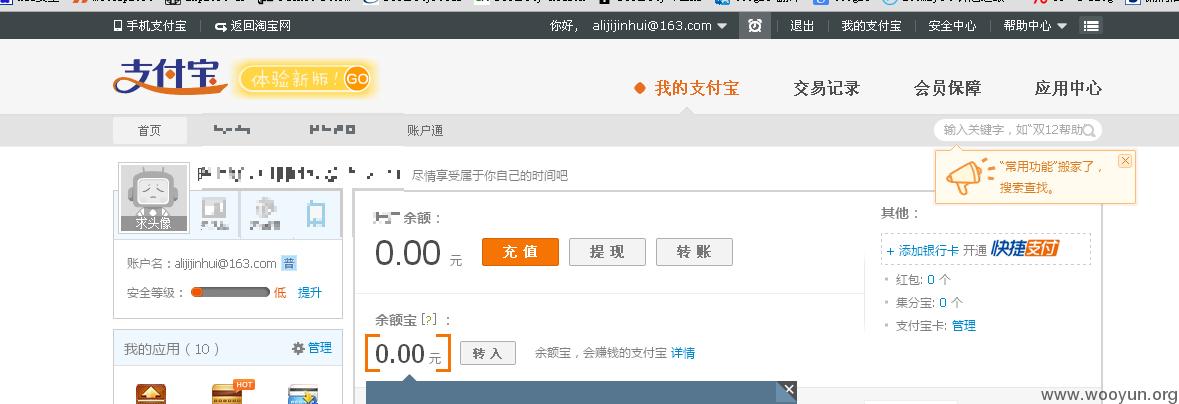 手机支付宝 返回淘宝网 你好， alijijinhui@163.com 退出 我的支付宝 安全中心 帮助中心
支付宝 体验新版！GO
我的支付宝 交易记录 会员保障 应用中心
首页 账户通 输入关键字，如“双12帮助
“常用功能”搬家了，
搜索查找。
尽情享受属于你自己的时间吧
求头像
账户名：alijijinhui@163.com 普
安全等级： 低 提升
我的应用（10） 管理
HOT
余额：
0.00 元 充 值 提 现 转 账
余额宝 [?] ：
0.00 元 转 入 余额宝，会赚钱的支付宝 详情
其他：
+ 添加银行卡 开通 快捷支付
红包: 0 个
集分宝: 0 个
支付宝卡: 管理
www.wooyun.org